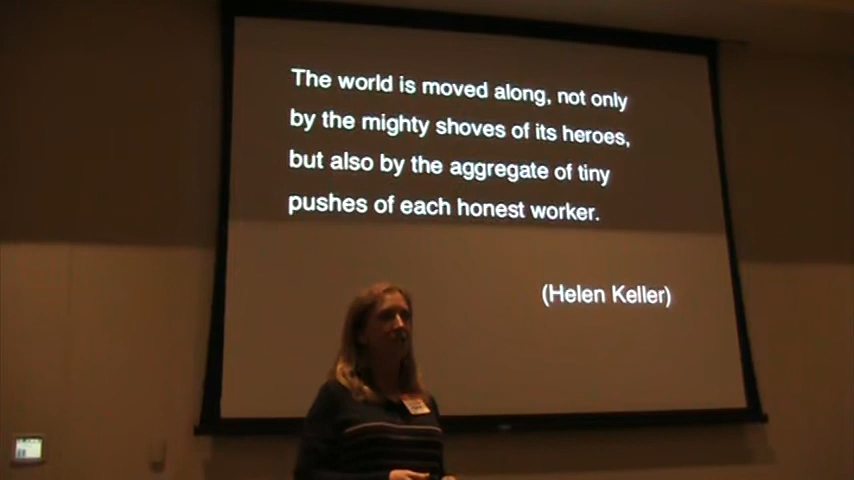 The world is moved along, not only
by the mighty shoves of its heroes,
but also by the aggregate of tiny
pushes of each honest worker.
(Helen Keller)